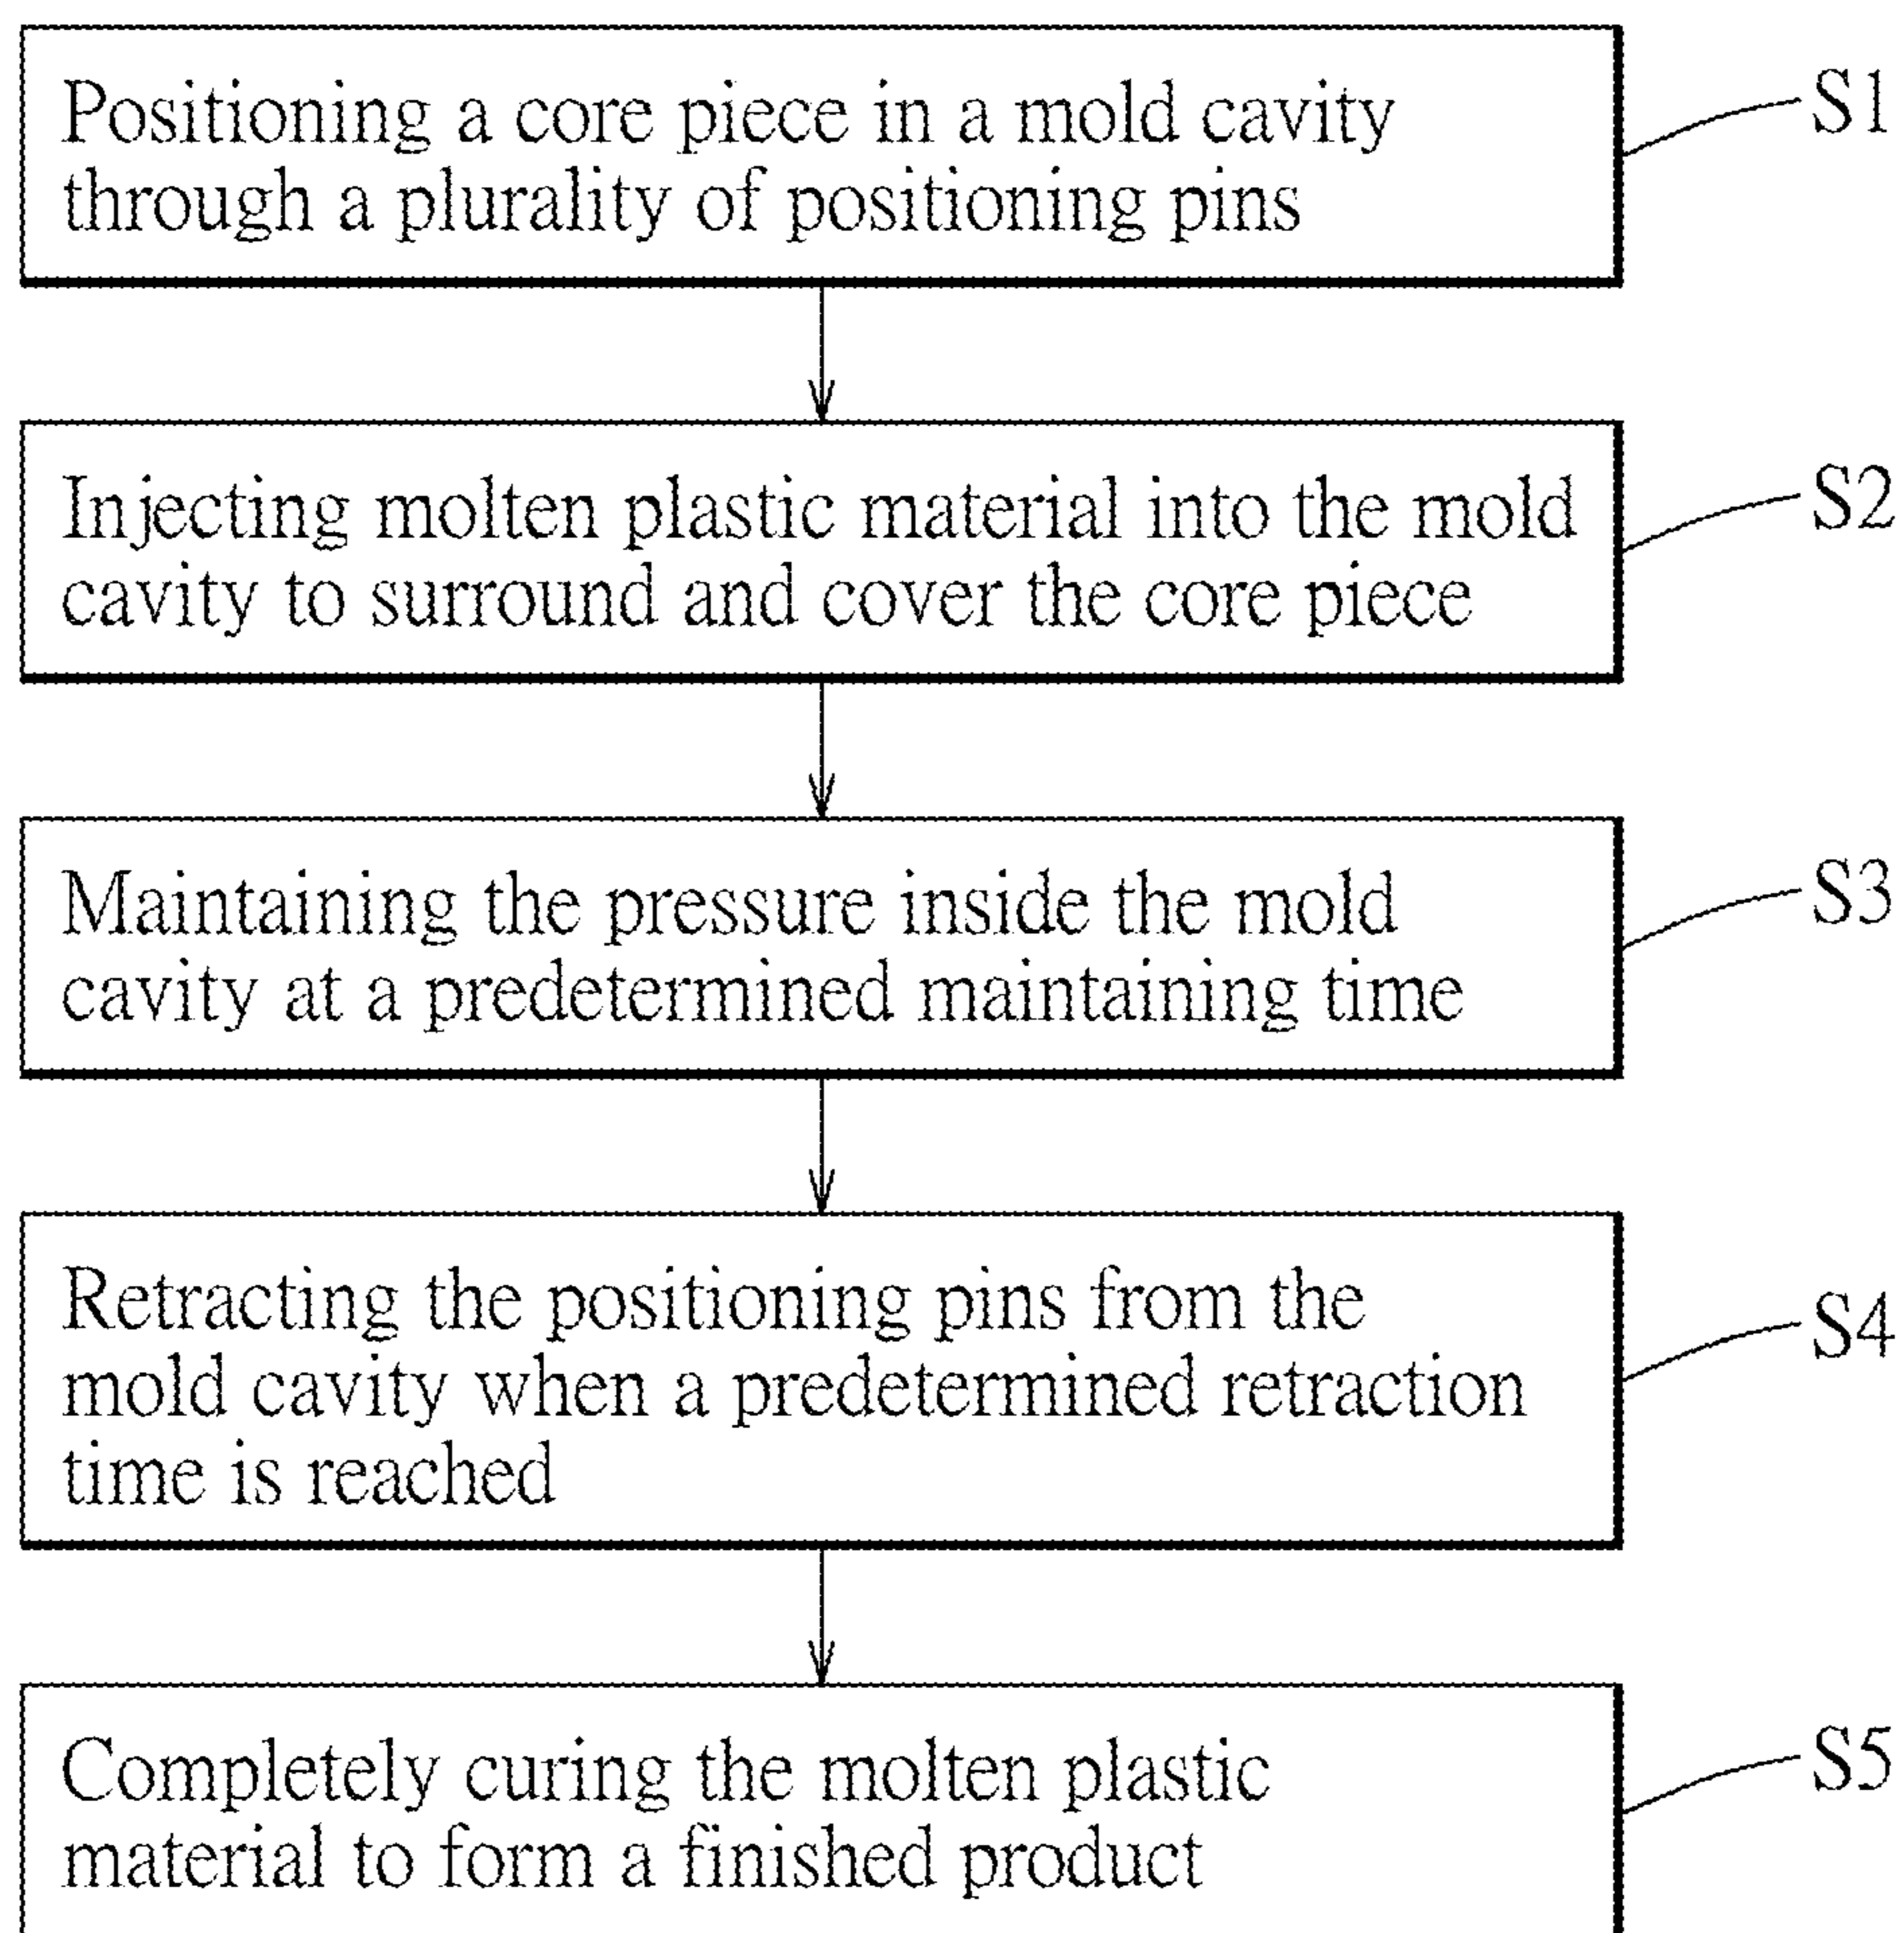 Positioning a core piece in a mold cavity
through a plurality of positioning pins
S1
Injecting molten plastic material into the mold
cavity to surround and cover the core piece
S2
Maintaining the pressure inside the mold
cavity at a predetermined maintaining time
S3
Retracting the positioning pins from the
mold cavity when a predetermined retraction
time is reached
S4
Completely curing the molten plastic
material to form a finished product
S5